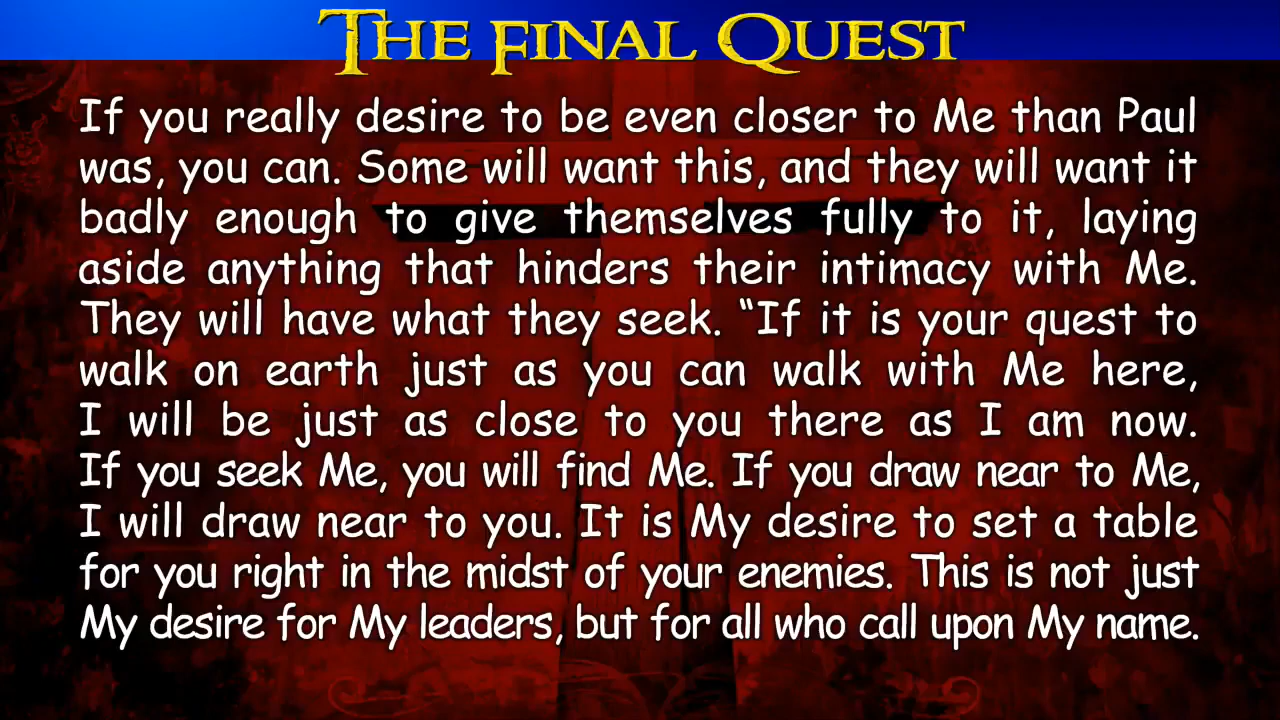 THE FINAL QUEST
If you really desire to be even closer to Me than Paul
was, you can. Some will want this, and they will want it
badly enough to give themselves fully to it, laying
aside anything that hinders their intimacy with Me.
They will have what they seek. “If it is your quest to
walk on earth just as you can walk with Me here,
I will be just as close to you there as I am now.
If you seek Me, you will find Me. If you draw near to Me,
I will draw near to you. It is My desire to set a table
for you right in the midst of your enemies. This is not just
My desire for My leaders, but for all who call upon My name.